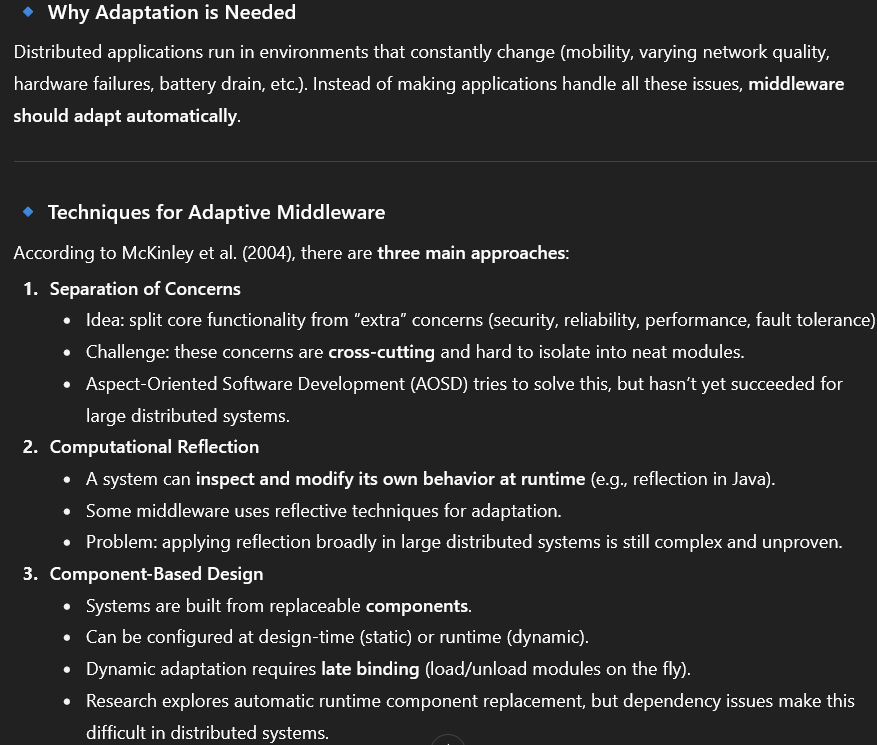 Why Adaptation is Needed
Distributed applications run in environments that constantly change (mobility, varying network quality,
hardware failures, battery drain, etc.). Instead of making applications handle all these issues, middleware
should adapt automatically.
Techniques for Adaptive Middleware
According to McKinley et al. (2004), there are three main approaches:
1. Separation of Concerns
• Idea: split core functionality from “extra” concerns (security, reliability, performance, fault tolerance)
• Challenge: these concerns are cross-cutting and hard to isolate into neat modules.
• Aspect-Oriented Software Development (AOSD) tries to solve this, but hasn’t yet succeeded for
large distributed systems.
2. Computational Reflection
• A system can inspect and modify its own behavior at runtime (e.g., reflection in Java).
• Some middleware uses reflective techniques for adaptation.
• Problem: applying reflection broadly in large distributed systems is still complex and unproven.
3. Component-Based Design
• Systems are built from replaceable components.
• Can be configured at design-time (static) or runtime (dynamic).
• Dynamic adaptation requires late binding (load/unload modules on the fly).
• Research explores automatic runtime component replacement, but dependency issues make this
difficult in distributed systems.